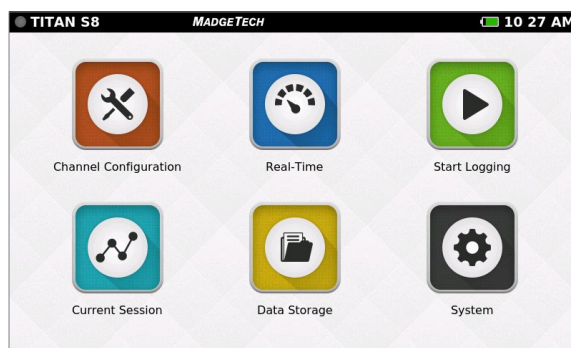 TITAN S8 MADGETECH 10 27 AM
Channel Configuration Real-Time Start Logging
Current Session Data Storage System